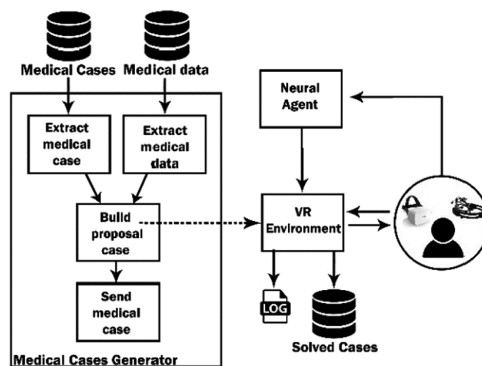 Medical Cases
Medical data
Extract
medical
case
Extract
medical
data
Build
proposal
case
Send
medical
case
Medical Cases Generator
Neural
Agent
VR
Environment
LOG
Solved Cases